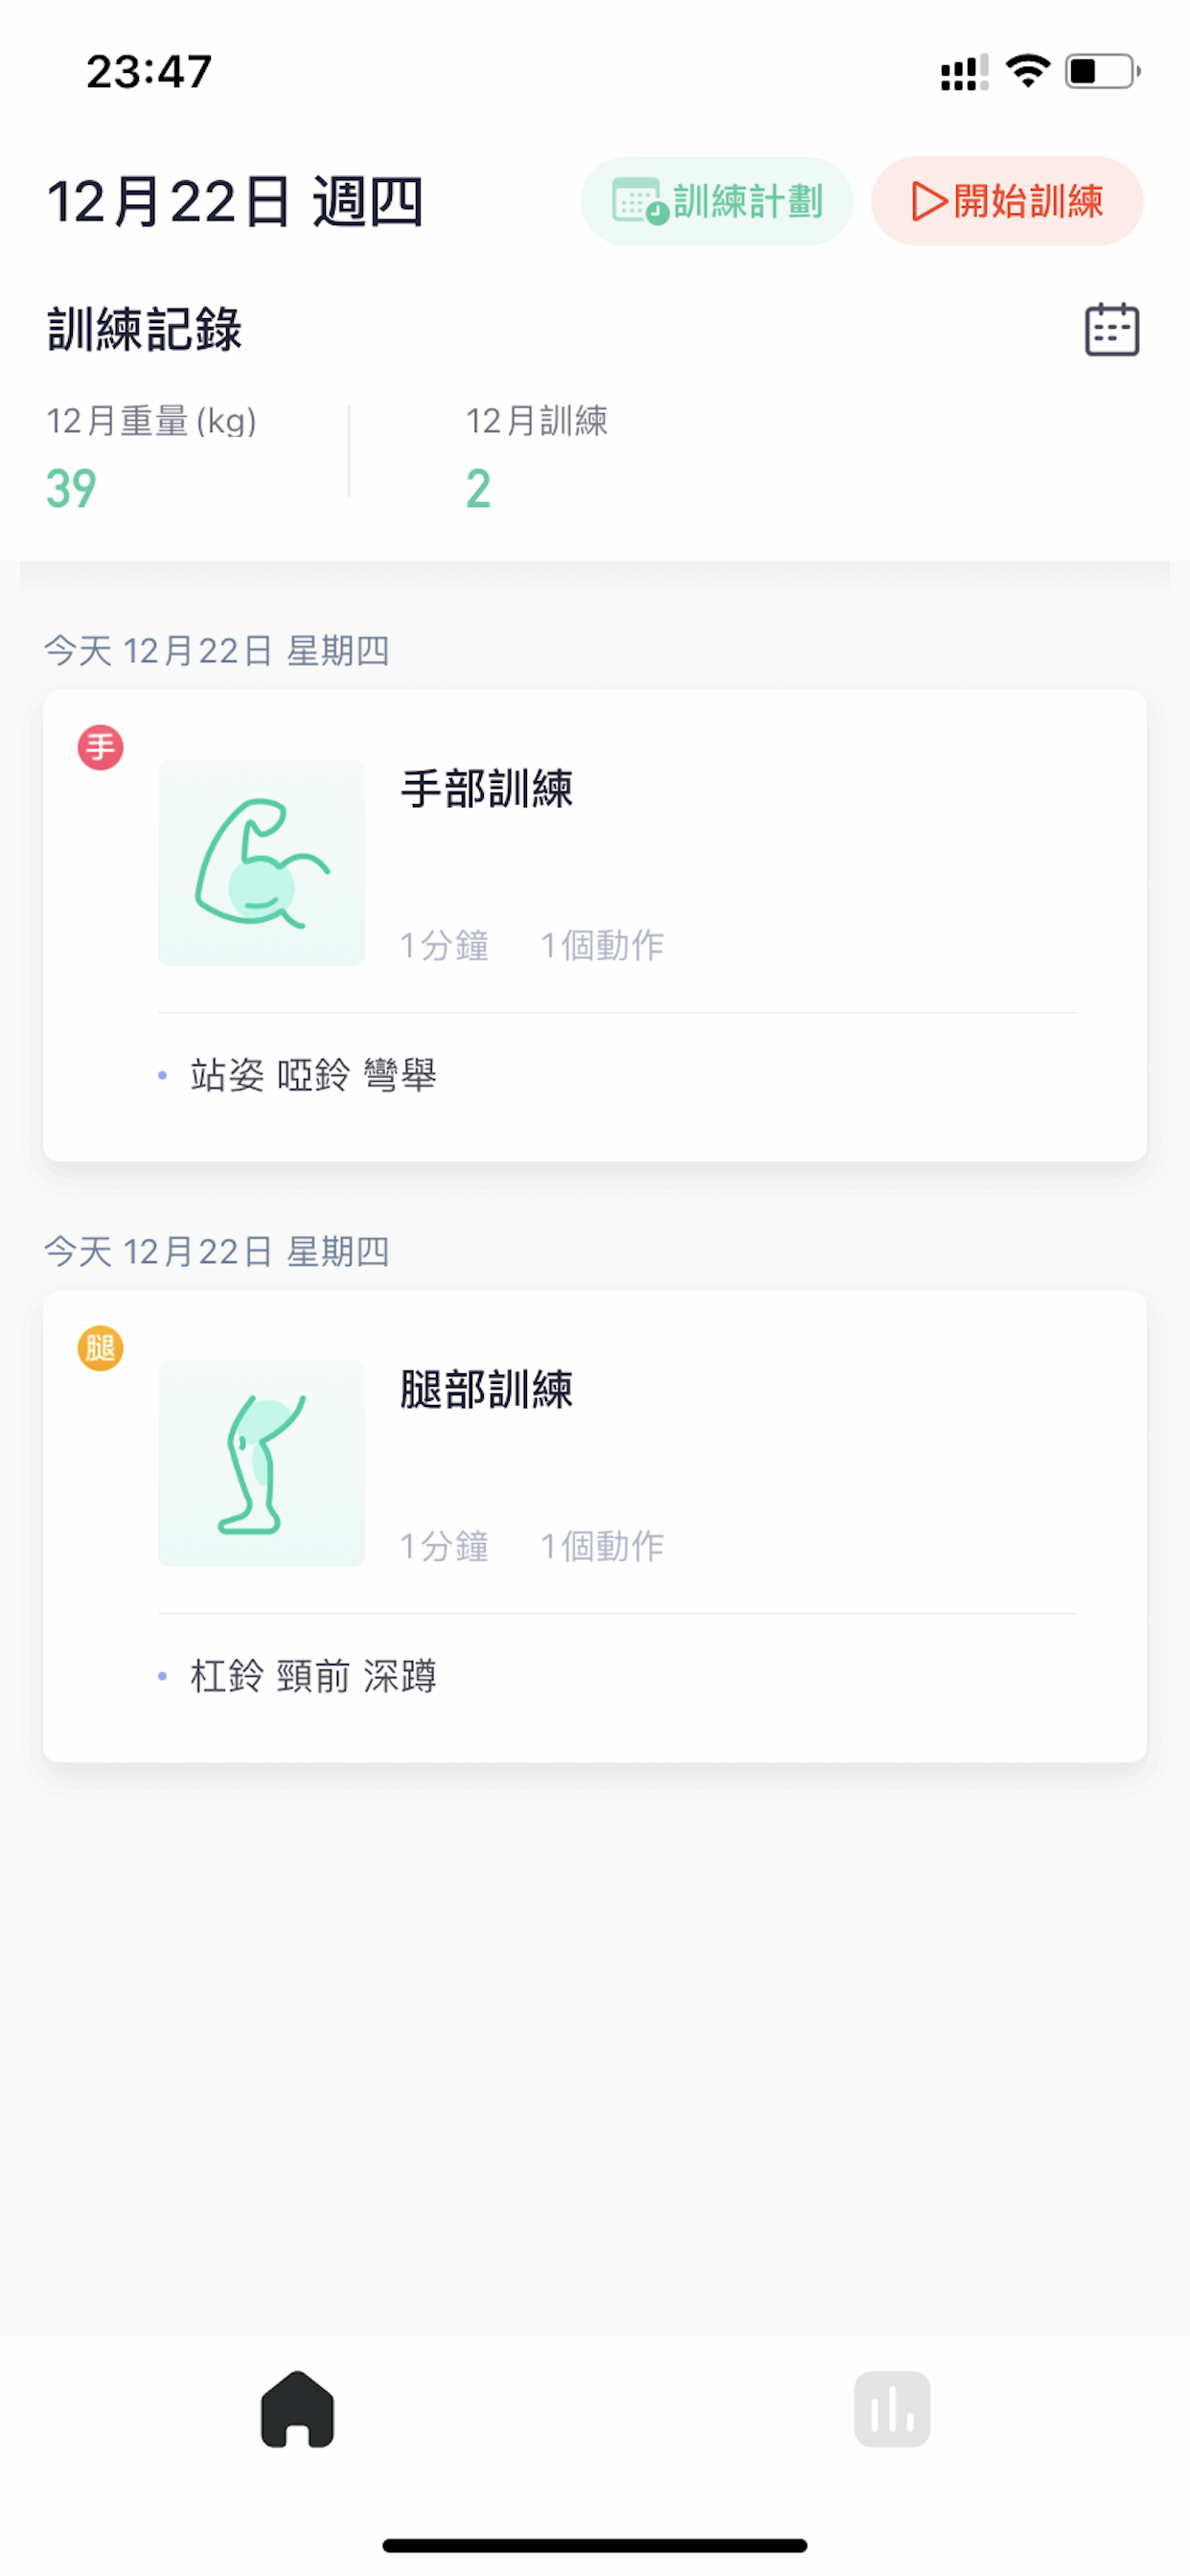 23:47
12月22日 週四
訓練計劃
開始訓練
訓練記錄
12月重量(kg)
12月訓練
39
2
今天 12月22日 星期四
手
手部訓練
1分鐘 1個動作
站姿 啞鈴 彎舉
今天 12月22日 星期四
腿
腿部訓練
1分鐘 1個動作
杠鈴 頸前 深蹲